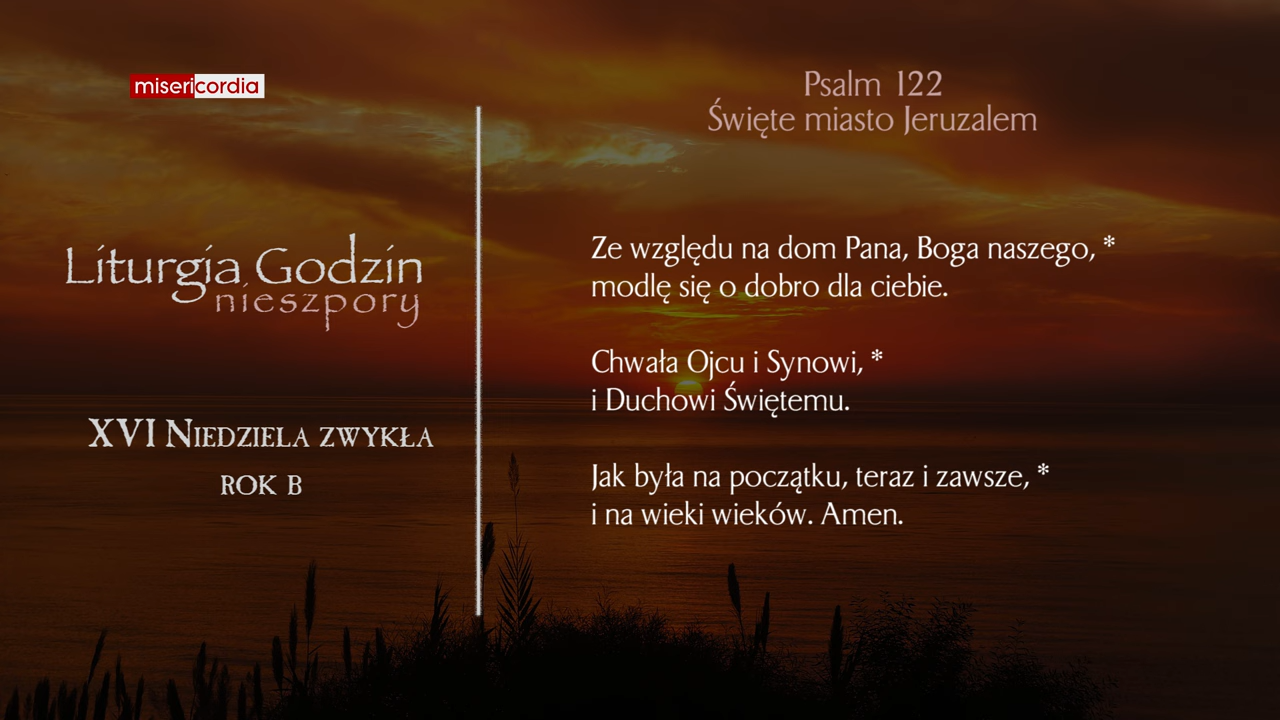 misericordia
Liturgia Godzin
nieszpory
XVI Niedziela zwykła
rok B
Psalm 122
Święte miasto Jeruzalem
Ze względu na dom Pana, Boga naszego, *
modlę się o dobro dla ciebie.
Chwała Ojcu i Synowi, *
i Duchowi Świętemu.
Jak była na początku, teraz i zawsze, *
i na wieki wieków. Amen.